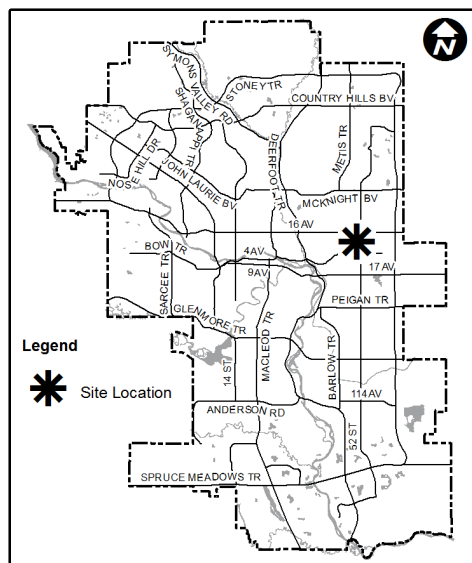 N
SYMONS VALLEY RD
STONEY TR
COUNTRY HILLS BV
SHAGANAPPI TR
METIS TR
DEERFOOT TR
NOSE HILL DR
JOHN LAURIE BV
MCKNIGHT BV
16 AV
BOW TR
4 AV
17 AV
9 AV
SARCEE TR
PEIGAN TR
GLENMORE TR
Legend
Site Location
14 ST
MACLEOD TR
BARLOW TR
114 AV
ANDERSON RD
52 ST
SPRUCE MEADOWS TR